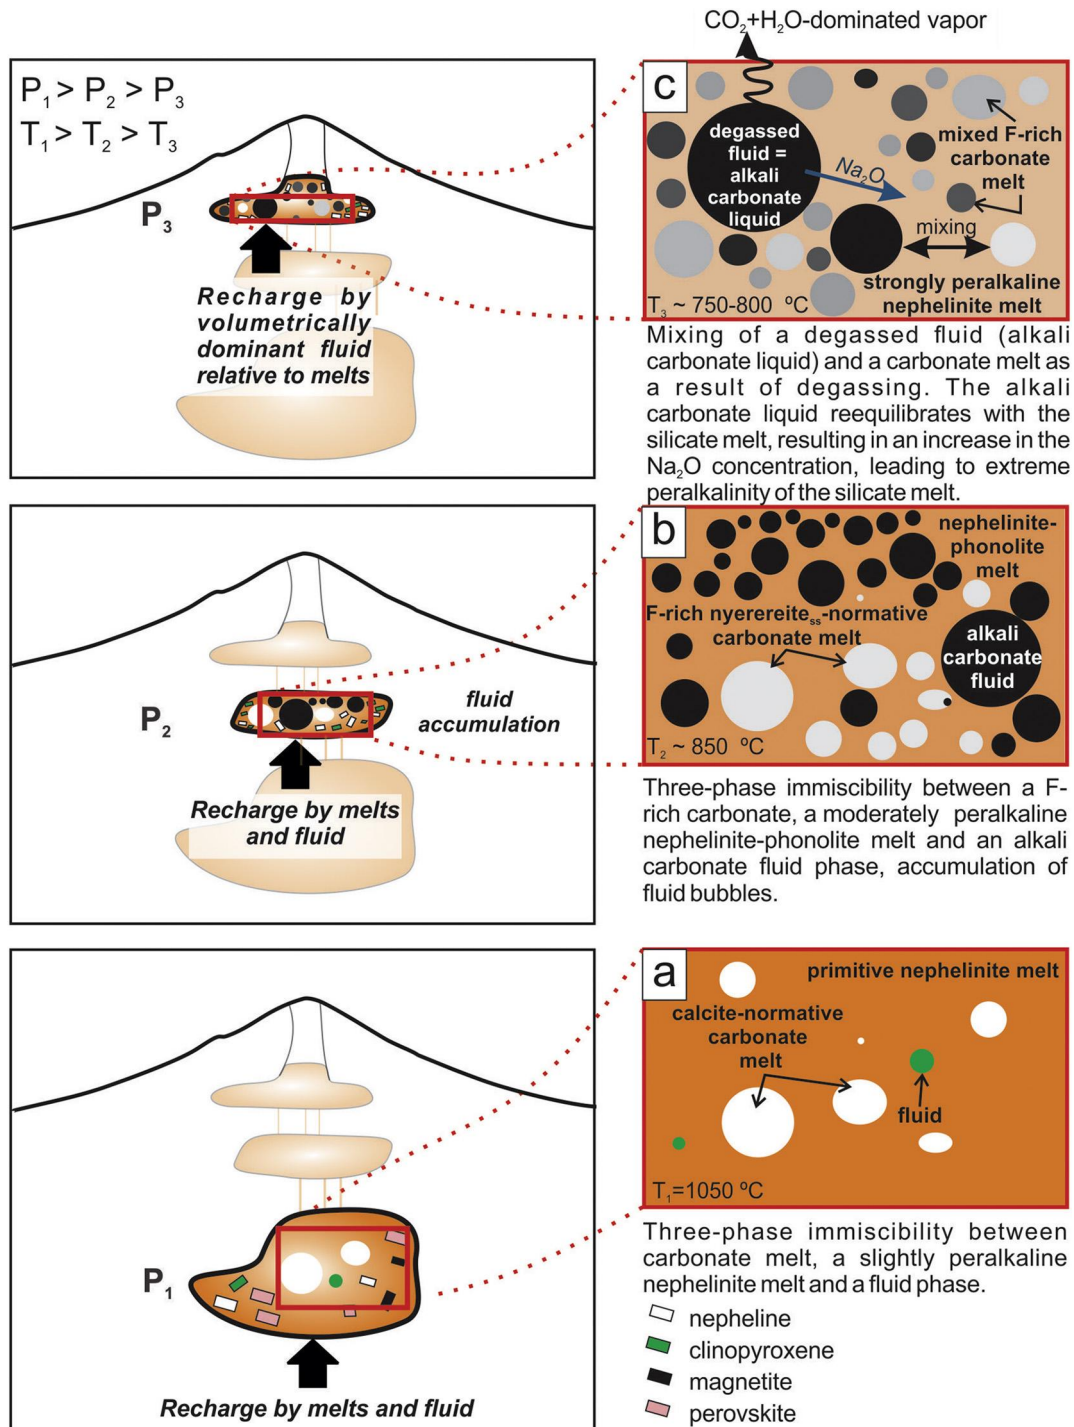 CO₂+H₂O-dominated vapor
P₁ > P₂ > P₃
T₁ > T₂ > T₃
P₃
Recharge by
volumetrically
dominant fluid
relative to melts
c
degassed
fluid =
alkali
carbonate
liquid
Na₂O
mixed F-rich
carbonate
melt
mixing
strongly peralkaline
nephelinite melt
T₃ ~ 750-800 ºC
Mixing of a degassed fluid (alkali
carbonate liquid) and a carbonate melt as
a result of degassing. The alkali
carbonate liquid reequilibrates with the
silicate melt, resulting in an increase in the
Na₂O concentration, leading to extreme
peralkalinity of the silicate melt.
P₂
fluid
accumulation
Recharge by melts
and fluid
b
nephelinite-
phonolite
melt
F-rich nyerereitess-normative
carbonate melt
alkali
carbonate
fluid
T₂ ~ 850 ºC
Three-phase immiscibility between a F-
rich carbonate, a moderately peralkaline
nephelinite-phonolite melt and an alkali
carbonate fluid phase, accumulation of
fluid bubbles.
P₁
Recharge by melts and fluid
a
primitive nephelinite melt
calcite-normative
carbonate
melt
fluid
T₁=1050 ºC
Three-phase immiscibility between
carbonate melt, a slightly peralkaline
nephelinite melt and a fluid phase.
nepheline
clinopyroxene
magnetite
perovskite